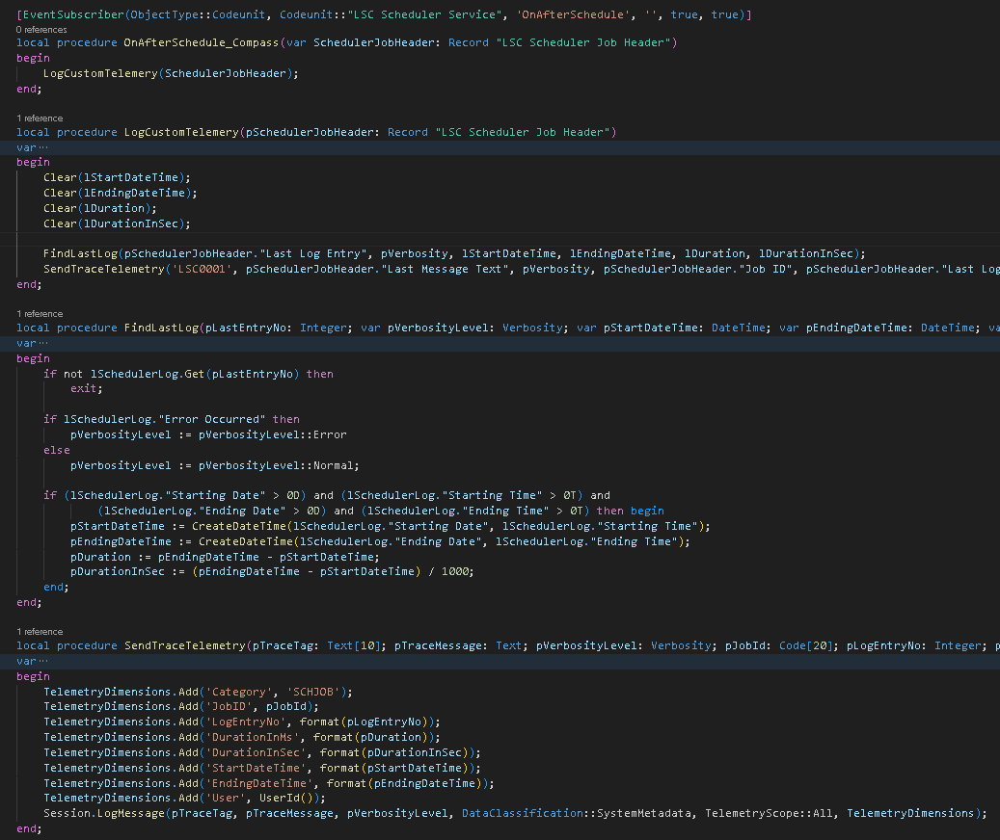 [EventSubscriber(ObjectType::Codeunit, Codeunit::"LSC Scheduler Service", 'OnAfterSchedule', '', true, true)]
0 references
local procedure OnAfterSchedule_Compass(var SchedulerJobHeader: Record "LSC Scheduler Job Header")
begin
    LogCustomTelemery(SchedulerJobHeader);
end;
1 reference
local procedure LogCustomTelemery(pSchedulerJobHeader: Record "LSC Scheduler Job Header")
var···
begin
    Clear(lStartDateTime);
    Clear(lEndingDateTime);
    Clear(lDuration);
    Clear(lDurationInSec);
    FindLastLog(pSchedulerJobHeader."Last Log Entry", pVerbosity, lStartDateTime, lEndingDateTime, lDuration, lDurationInSec);
    SendTraceTelemetry('LSC0001', pSchedulerJobHeader."Last Message Text", pVerbosity, pSchedulerJobHeader."Job ID", pSchedulerJobHeader."Last Log
end;
1 reference
local procedure FindLastLog(pLastEntryNo: Integer; var pVerbosityLevel: Verbosity; var pStartDateTime: DateTime; var pEndingDateTime: DateTime; va
var···
begin
    if not lSchedulerLog.Get(pLastEntryNo) then
        exit;
    if lSchedulerLog."Error Occurred" then
        pVerbosityLevel := pVerbosityLevel::Error
    else
        pVerbosityLevel := pVerbosityLevel::Normal;
    if (lSchedulerLog."Starting Date" > 0D) and (lSchedulerLog."Starting Time" > 0T) and
            (lSchedulerLog."Ending Date" > 0D) and (lSchedulerLog."Ending Time" > 0T) then begin
        pStartDateTime := CreateDateTime(lSchedulerLog."Starting Date", lSchedulerLog."Starting Time");
        pEndingDateTime := CreateDateTime(lSchedulerLog."Ending Date", lSchedulerLog."Ending Time");
        pDuration := pEndingDateTime - pStartDateTime;
        pDurationInSec := (pEndingDateTime - pStartDateTime) / 1000;
    end;
end;
1 reference
local procedure SendTraceTelemetry(pTraceTag: Text[10]; pTraceMessage: Text; pVerbosityLevel: Verbosity; pJobId: Code[20]; pLogEntryNo: Integer; p
var···
begin
    TelemetryDimensions.Add('Category', 'SCHJOB');
    TelemetryDimensions.Add('JobID', pJobId);
    TelemetryDimensions.Add('LogEntryNo', format(pLogEntryNo));
    TelemetryDimensions.Add('DurationInMs', format(pDuration));
    TelemetryDimensions.Add('DurationInSec', format(pDurationInSec));
    TelemetryDimensions.Add('StartDateTime', format(pStartDateTime));
    TelemetryDimensions.Add('EndingDateTime', format(pEndingDateTime));
    TelemetryDimensions.Add('User', UserId());
    Session.LogMessage(pTraceTag, pTraceMessage, pVerbosityLevel, DataClassification::SystemMetadata, TelemetryScope::All, TelemetryDimensions);
end;